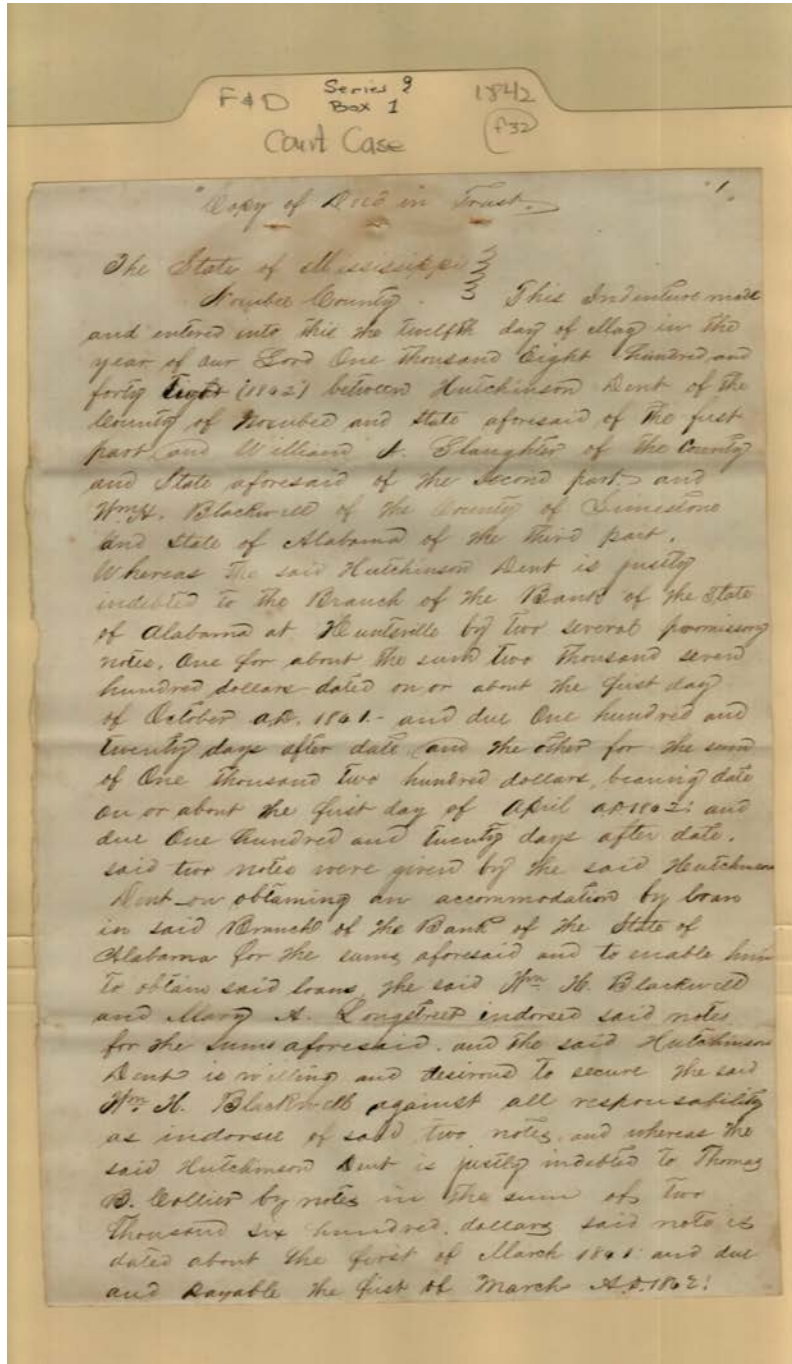 F & D Series 9 1842
Box 1 f32
Court Case
1.
Copy of Deed in Trust.
The State of Mississippi
Noxubee County. This Indenture made
and entered into this the twelfth day of May in the
year of our Lord One thousand Eight hundred and
forty (1842) between Hutchinson Dent of the
County of Noxubee and State aforesaid of the first
part and William A. Slaughter of the County
and State aforesaid of the second part and
Wm H. Blackwell of the County of Limestone
and State of Alabama of the third part.
Whereas the said Hutchinson Dent is justly
indebted to the Branch of the Bank of the State
of Alabama at Huntsville by two several promissory
notes. One for about the sum two thousand seven
hundred dollars dated on or about the first day
of October A.D. 1841. and due One hundred and
twenty days after date and the other for the sum
of One thousand two hundred dollars, bearing date
on or about the first day of April AD 1842: and
due One hundred and twenty days after date.
said two notes were given by the said Hutchinson
Dent on obtaining an accommodation by loan
in said Branch of the Bank of the State of
Alabama for the sums aforesaid and to enable him
to obtain said loans, the said Wm H. Blackwell
and Mary A. Longstreet indorsed said notes
for the sums aforesaid. and the said Hutchinson
Dent is willing and desirous to secure the said
Wm H. Blackwell against all responsability
as indorsee of said two notes, and whereas the
said Hutchinson Dent is justly indebted to Thomas
B. Collier by notes in the sum of two
thousand six hundred. dollars said note is
dated about the first of March 1841 and due
and payable the first of March A.D. 1842!